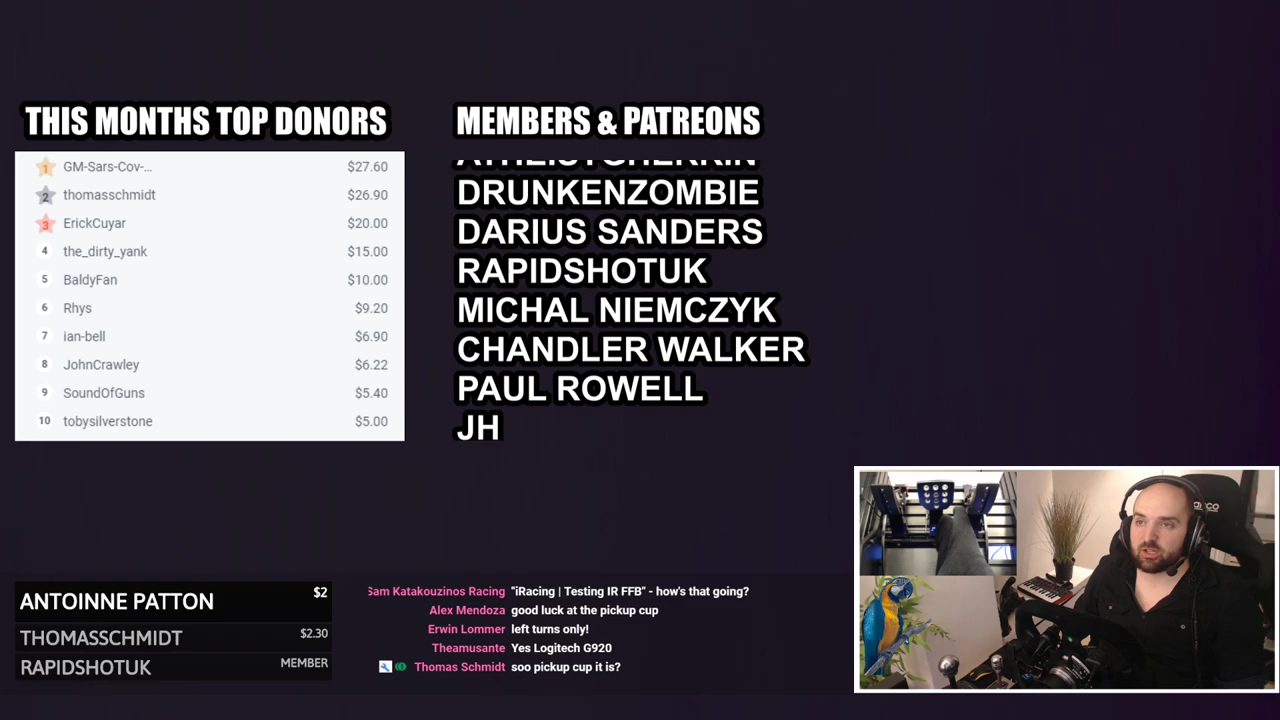 THIS MONTHS TOP DONORS
1 GM-Sars-Cov-... $27.60
2 thomasschmidt $26.90
3 ErickCuyar $20.00
4 the_dirty_yank $15.00
5 BaldyFan $10.00
6 Rhys $9.20
7 ian-bell $6.90
8 JohnCrawley $6.22
9 SoundOfGuns $5.40
10 tobysilverstone $5.00
MEMBERS & PATREONS
DRUNKENZOMBIE
DARIUS SANDERS
RAPIDSHOTUK
MICHAL NIEMCZYK
CHANDLER WALKER
PAUL ROWELL
JH
ANTOINNE PATTON $2
THOMASSCHMIDT $2.30
RAPIDSHOTUK MEMBER
Sam Katakouzinos Racing "iRacing | Testing IR FFB" - how's that going?
Alex Mendoza good luck at the pickup cup
Erwin Lommer left turns only!
Theamusante Yes Logitech G920
Thomas Schmidt soo pickup cup it is?